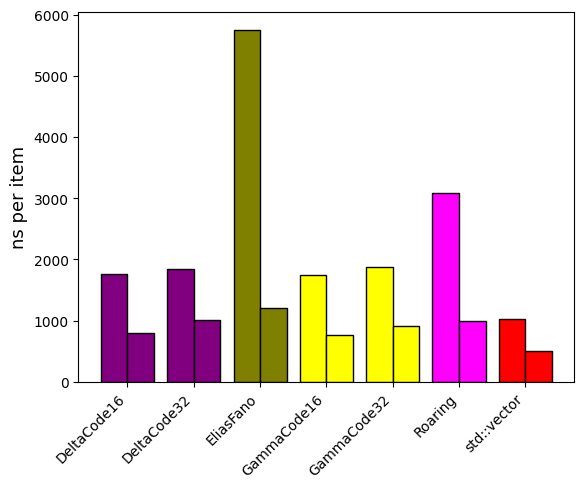 ns per item
6000
5000
4000
3000
2000
1000
0
DeltaCode16
DeltaCode32
EliasFano
GammaCode16
GammaCode32
Roaring
std::vector